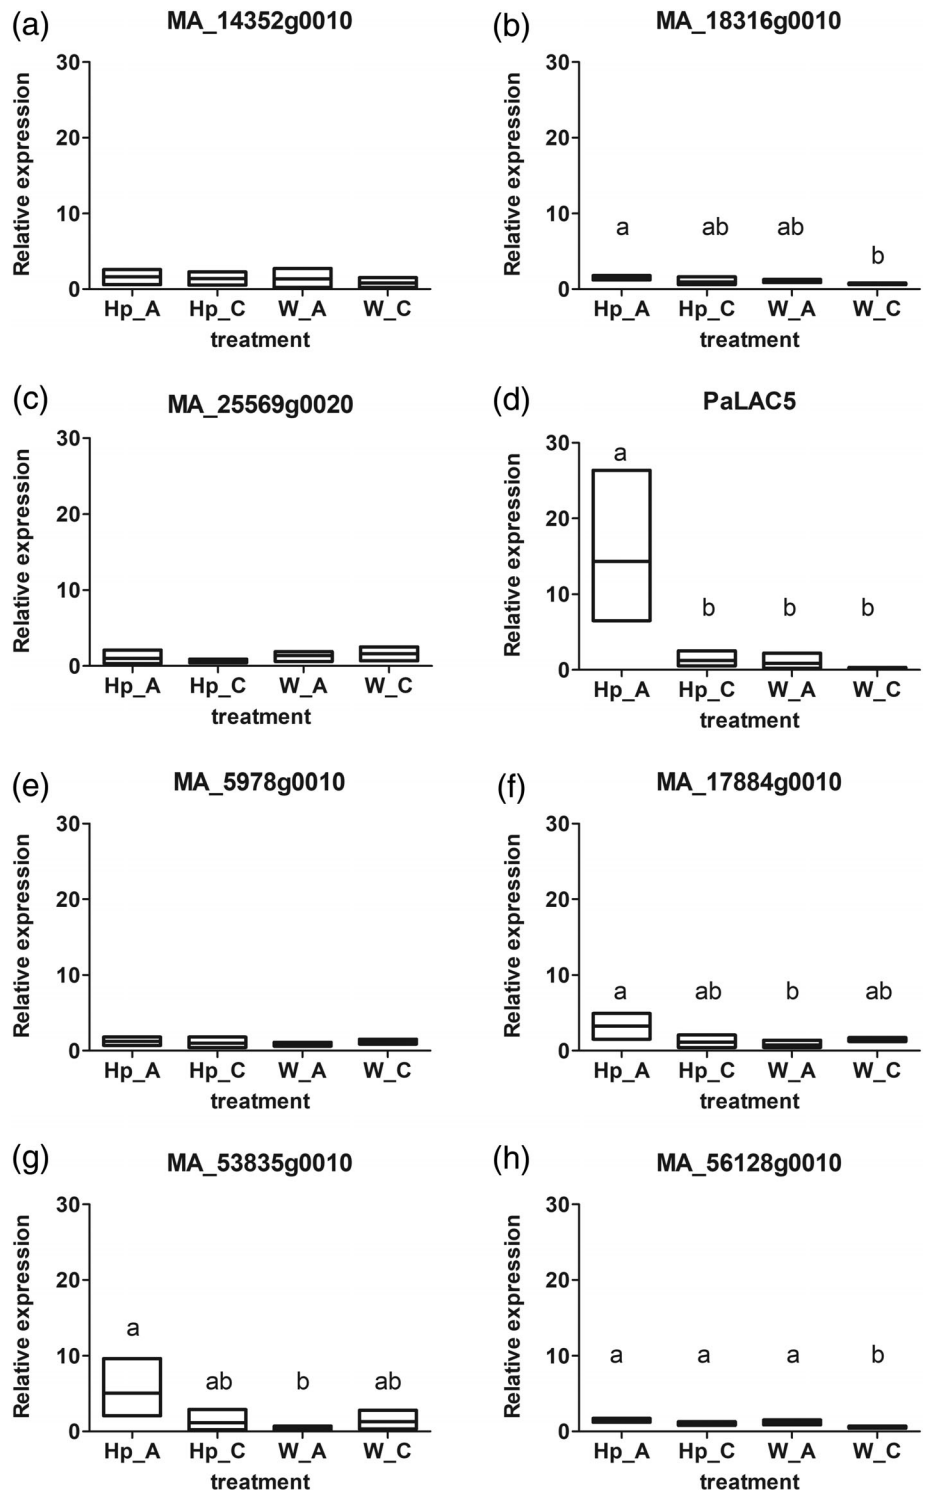 (a) MA_14352g0010
30
20
10
0
Relative expression
Hp_A Hp_C W_A W_C
treatment
(b) MA_18316g0010
30
20
10
0
Relative expression
a ab ab b
Hp_A Hp_C W_A W_C
treatment
(c) MA_25569g0020
30
20
10
0
Relative expression
Hp_A Hp_C W_A W_C
treatment
(d) PaLAC5
30
20
10
0
Relative expression
a b b b
Hp_A Hp_C W_A W_C
treatment
(e) MA_5978g0010
30
20
10
0
Relative expression
Hp_A Hp_C W_A W_C
treatment
(f) MA_17884g0010
30
20
10
0
Relative expression
a ab b ab
Hp_A Hp_C W_A W_C
treatment
(g) MA_53835g0010
30
20
10
0
Relative expression
a ab b ab
Hp_A Hp_C W_A W_C
treatment
(h) MA_56128g0010
30
20
10
0
Relative expression
a a a b
Hp_A Hp_C W_A W_C
treatment